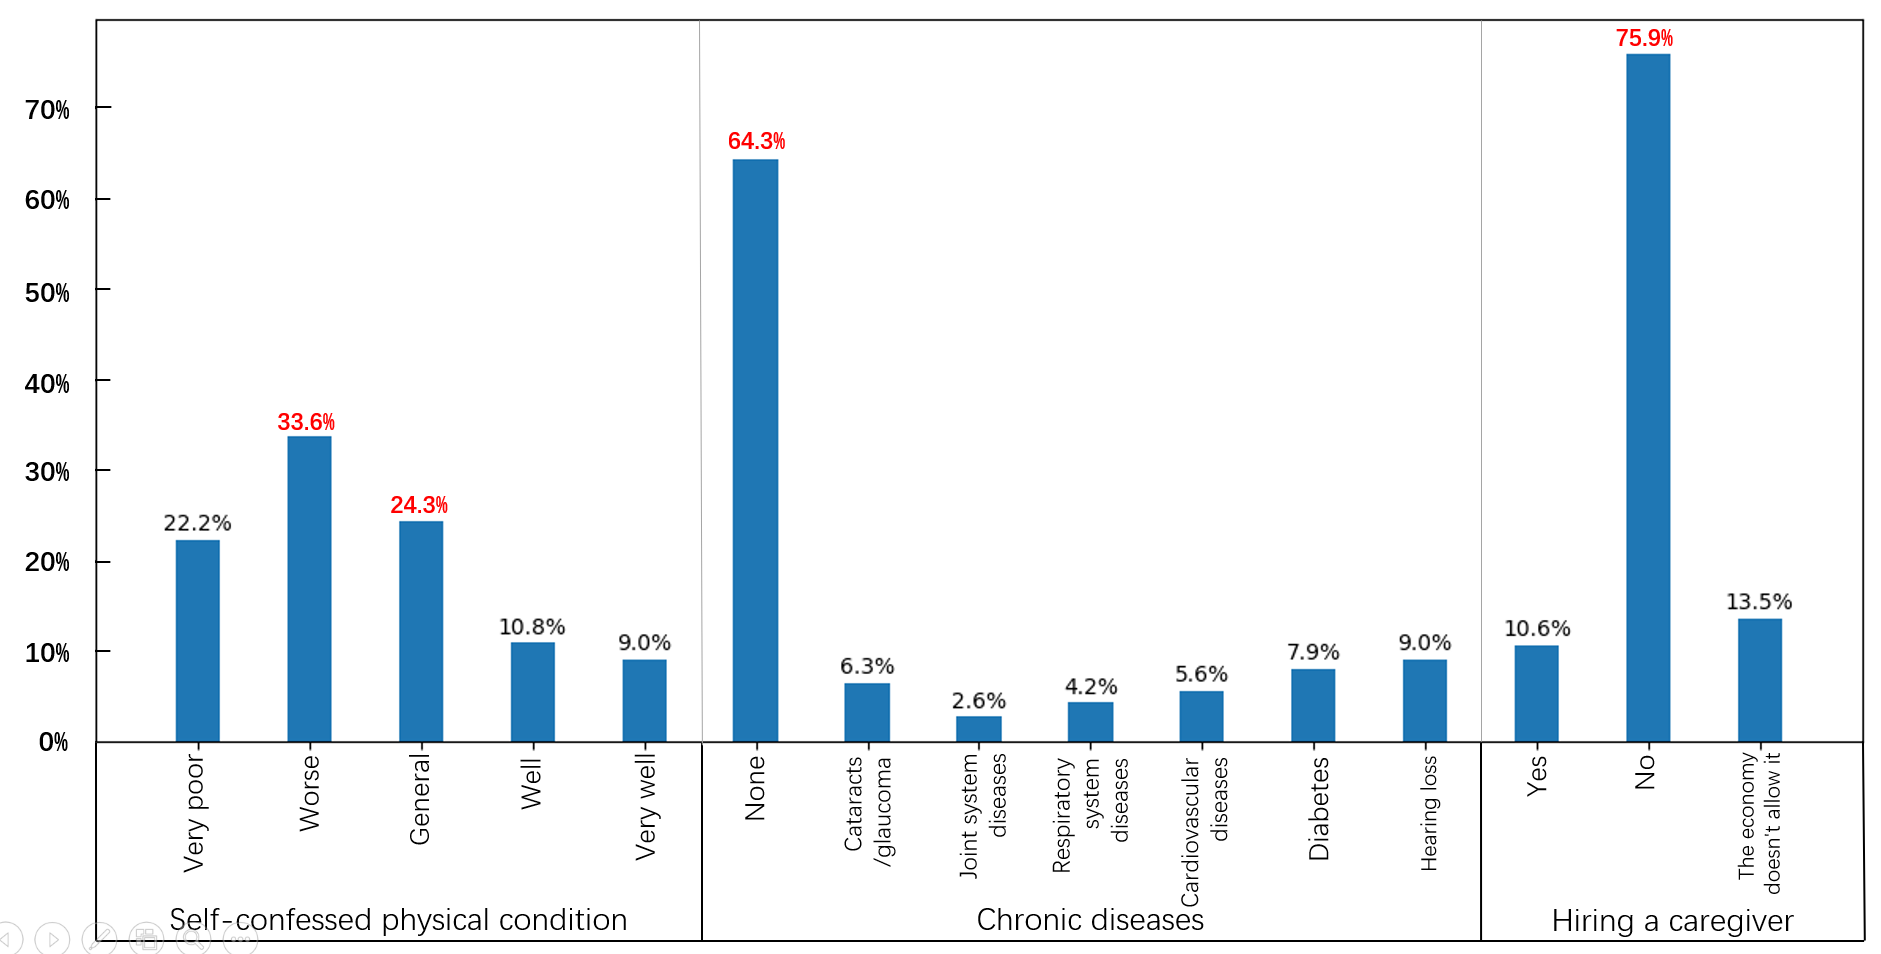 75.9%
70%
64.3%
60%
50%
40%
33.6%
30%
24.3%
22.2%
20%
13.5%
10.8%
10.6%
9.0%
9.0%
7.9%
10%
6.3%
5.6%
4.2%
2.6%
0%
Very poor
Worse
General
Well
Very well
None
Cataracts
/glaucoma
Joint system
diseases
Respiratory
system
diseases
Cardiovascular
diseases
Diabetes
Hearing loss
Yes
No
The economy
doesn't allow it
Self-confessed physical condition
Chronic diseases
Hiring a caregiver